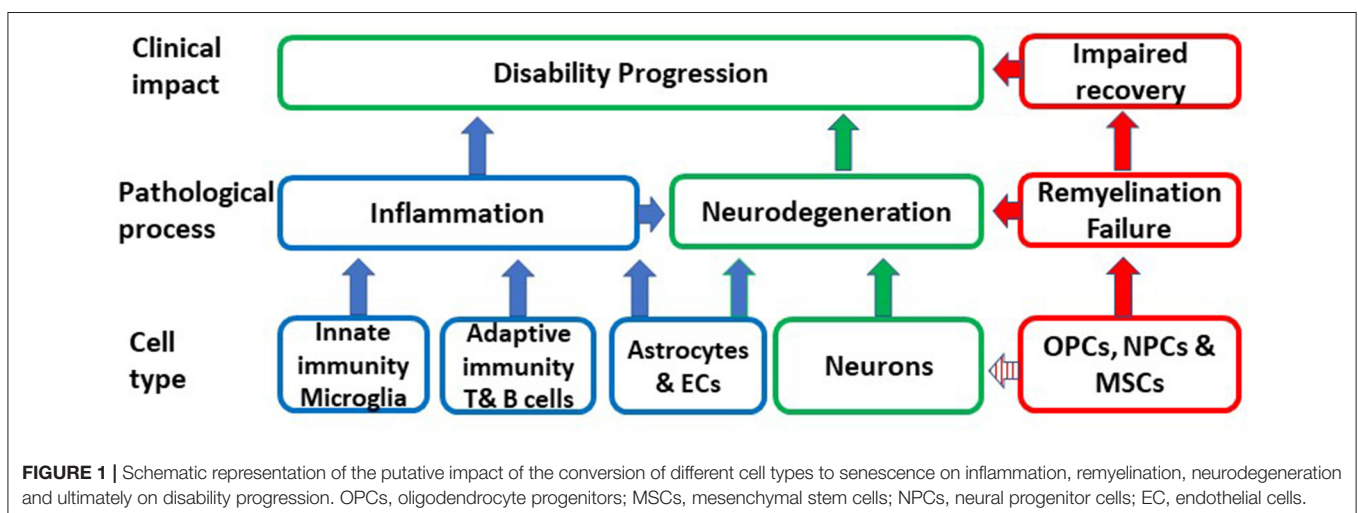 Clinical
impact
Disability Progression
Impaired
recovery
Pathological
process
Inflammation
Neurodegeneration
Remyelination
Failure
Cell
type
Innate
immunity
Microglia
Adaptive
immunity
T& B cells
Astrocytes
& ECs
Neurons
OPCs, NPCs &
MSCs
FIGURE 1 | Schematic representation of the putative impact of the conversion of different cell types to senescence on inflammation, remyelination, neurodegeneration
and ultimately on disability progression. OPCs, oligodendrocyte progenitors; MSCs, mesenchymal stem cells; NPCs, neural progenitor cells; EC, endothelial cells.